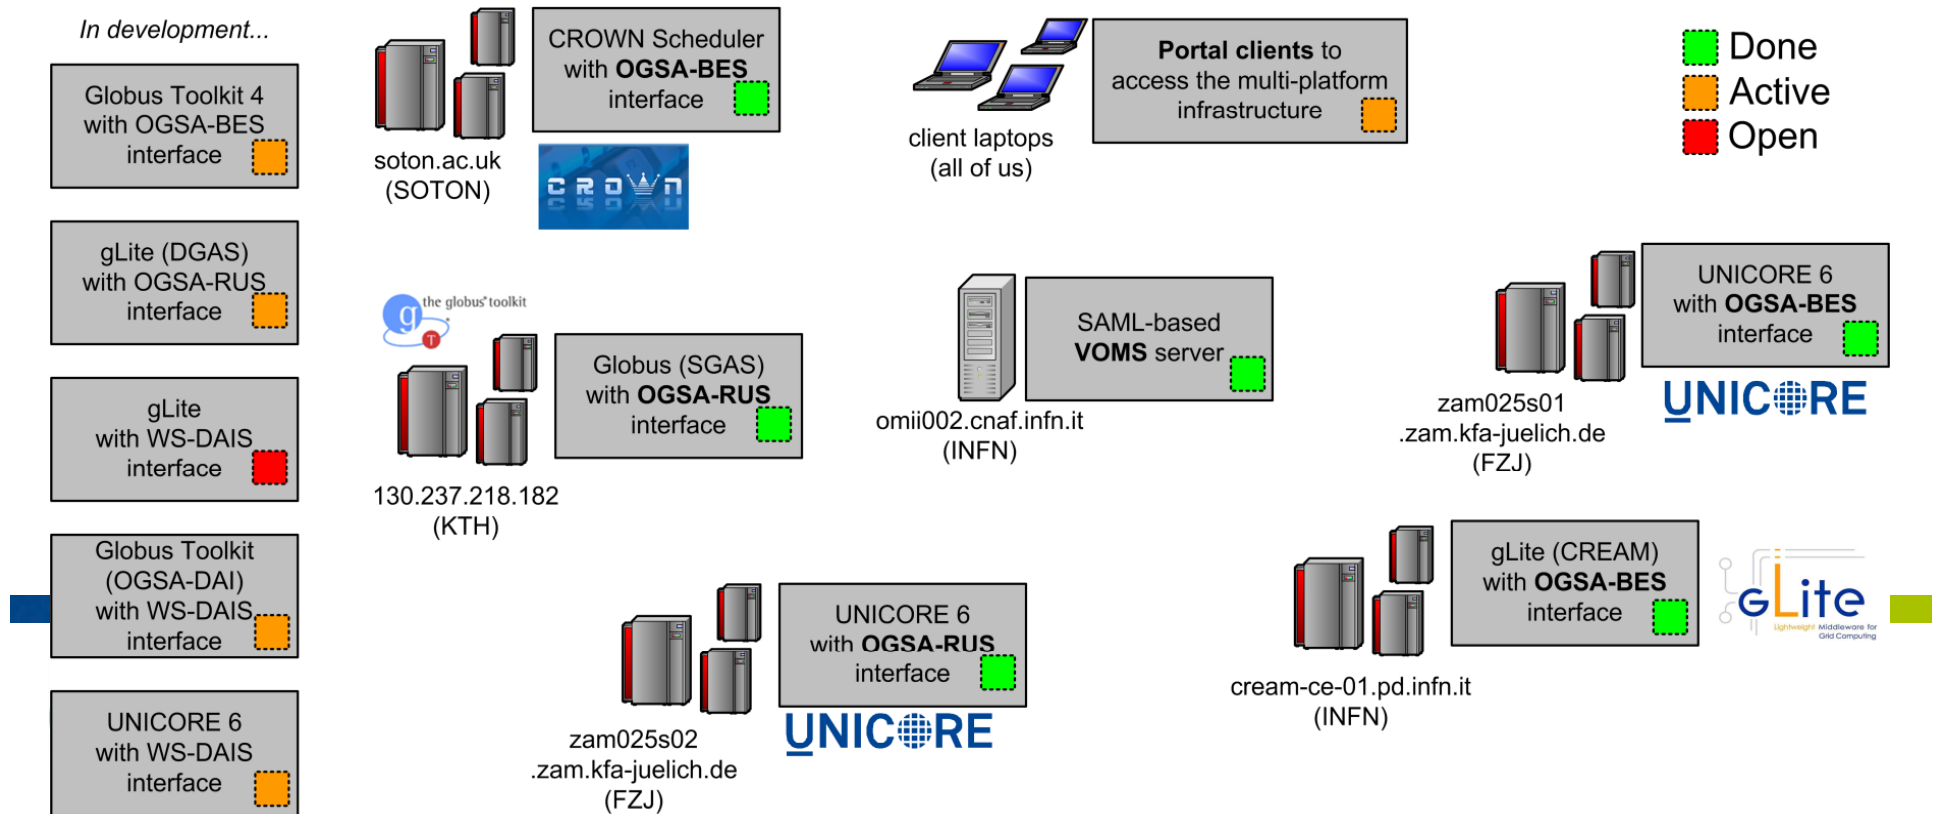 In development...
Globus Toolkit 4
with OGSA-BES
interface
gLite (DGAS)
with OGSA-RUS
interface
gLite
with WS-DAIS
interface
Globus Toolkit
(OGSA-DAI)
with WS-DAIS
interface
UNICORE 6
with WS-DAIS
interface
CROWN Scheduler
with OGSA-BES
interface
soton.ac.uk
(SOTON)
CROWN
client laptops
(all of us)
Portal clients to
access the multi-platform
infrastructure
Done
Active
Open
g
T
the globus toolkit
Globus (SGAS)
with OGSA-RUS
interface
130.237.218.182
(KTH)
SAML-based
VOMS server
omii002.cnaf.infn.it
(INFN)
UNICORE 6
with OGSA-BES
interface
UNICORE
zam025s01
.zam.kfa-juelich.de
(FZJ)
UNICORE 6
with OGSA-RUS
interface
UNICORE
zam025s02
.zam.kfa-juelich.de
(FZJ)
gLite (CREAM)
with OGSA-BES
interface
cream-ce-01.pd.infn.it
(INFN)
gLite
Lightweight Middleware for
Grid Computing